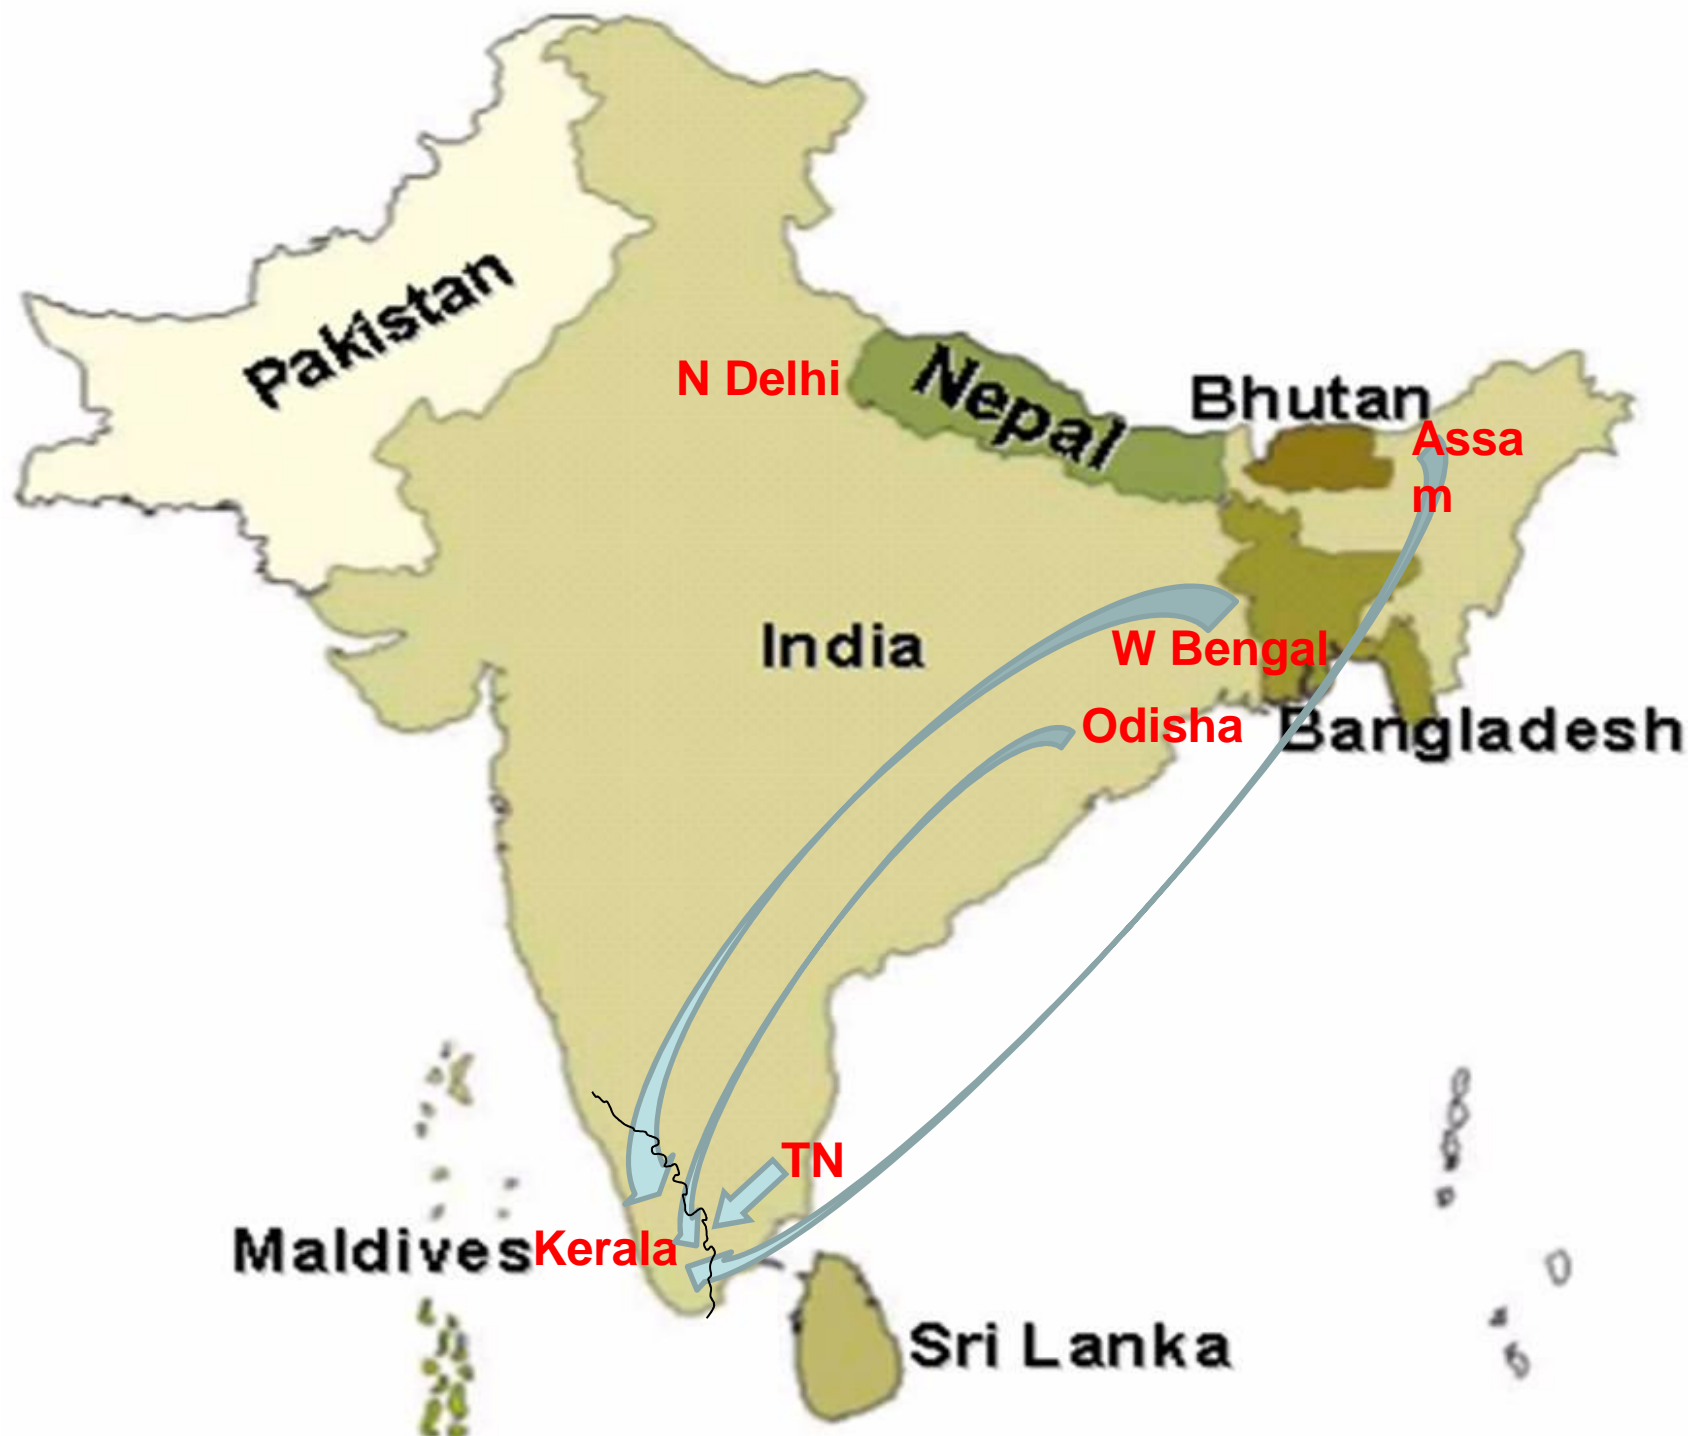 Pakistan
N Delhi
Nepal
Bhutan
Assa
m
India
W Bengal
Odisha
Bangladesh
TN
Maldives
Kerala
Sri Lanka